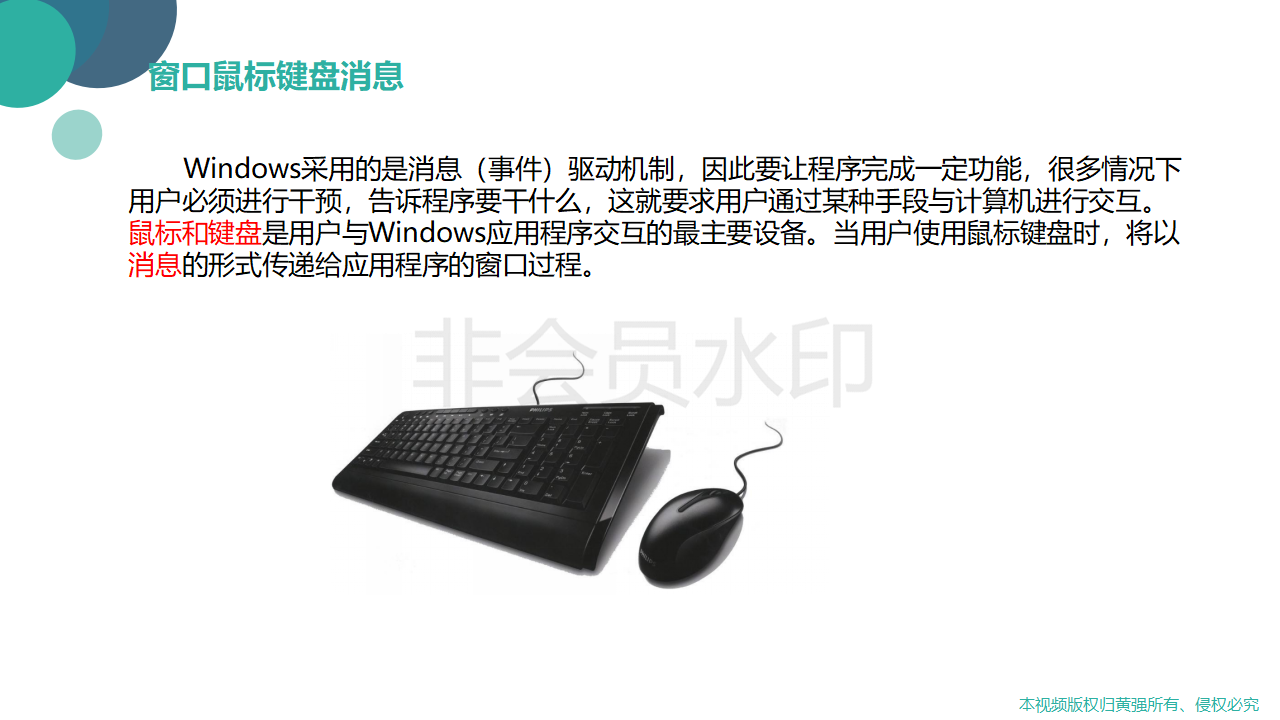 窗口鼠标键盘消息
Windows采用的是消息（事件）驱动机制，因此要让程序完成一定功能，很多情况下
用户必须进行干预，告诉程序要干什么，这就要求用户通过某种手段与计算机进行交互。
鼠标和键盘是用户与Windows应用程序交互的最主要设备。当用户使用鼠标键盘时，将以
消息的形式传递给应用程序的窗口过程。
非会员水印
PHILIPS
本视频版权归黄强所有、侵权必究